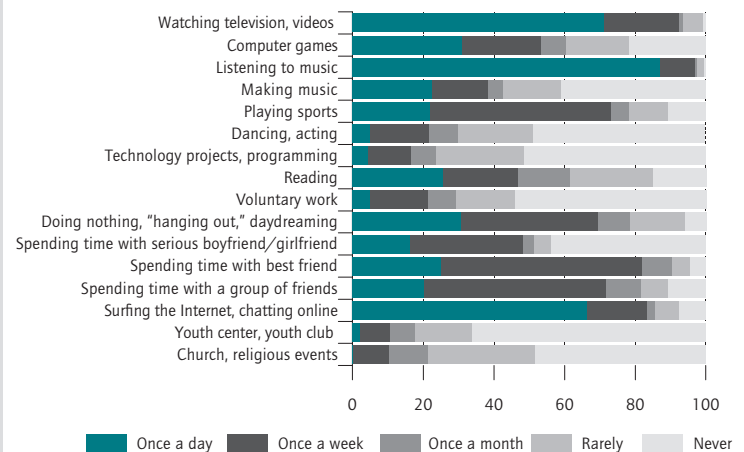 Watching television, videos
Computer games
Listening to music
Making music
Playing sports
Dancing, acting
Technology projects, programming
Reading
Voluntary work
Doing nothing, “hanging out,” daydreaming
Spending time with serious boyfriend/girlfriend
Spending time with best friend
Spending time with a group of friends
Surfing the Internet, chatting online
Youth center, youth club
Church, religious events
0 20 40 60 80 100
Once a day Once a week Once a month Rarely Never